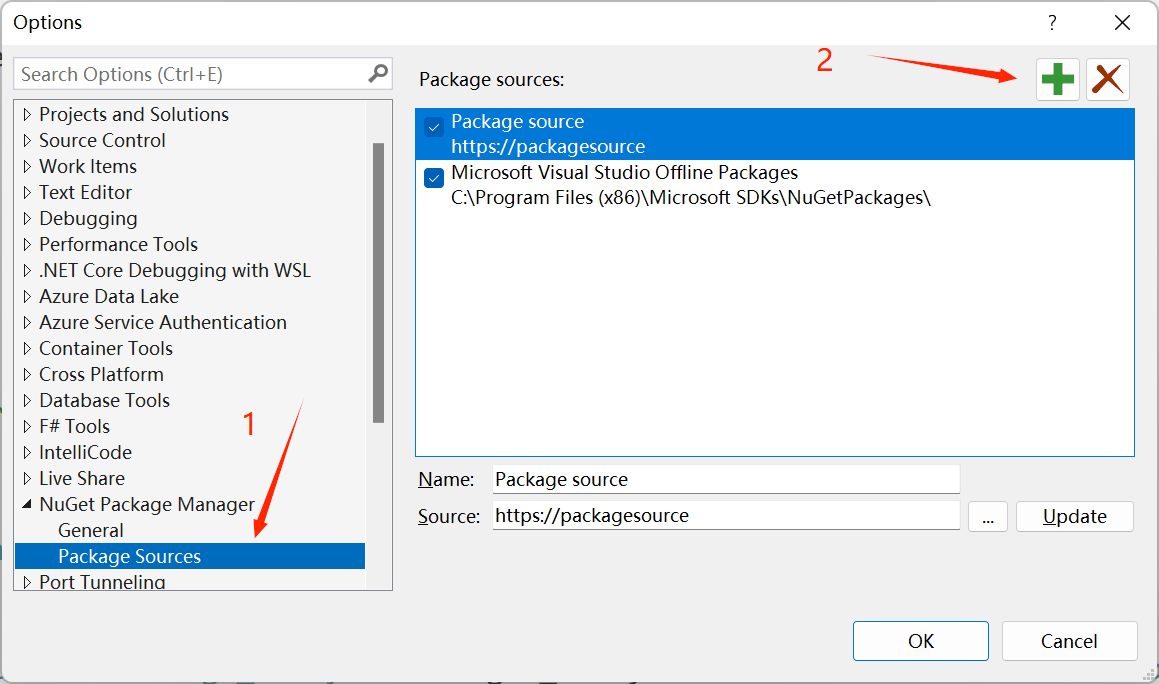 Options
?
Search Options (Ctrl+E)
Projects and Solutions
Source Control
Work Items
Text Editor
Debugging
Performance Tools
.NET Core Debugging with WSL
Azure Data Lake
Azure Service Authentication
Container Tools
Cross Platform
Database Tools
F# Tools
IntelliCode
Live Share
NuGet Package Manager
General
Package Sources
Port Tunneling
1
2
Package sources:
Package source
https://packagesource
Microsoft Visual Studio Offline Packages
C:\Program Files (x86)\Microsoft SDKs\NuGetPackages\
Name: Package source
Source: https://packagesource ... Update
OK Cancel